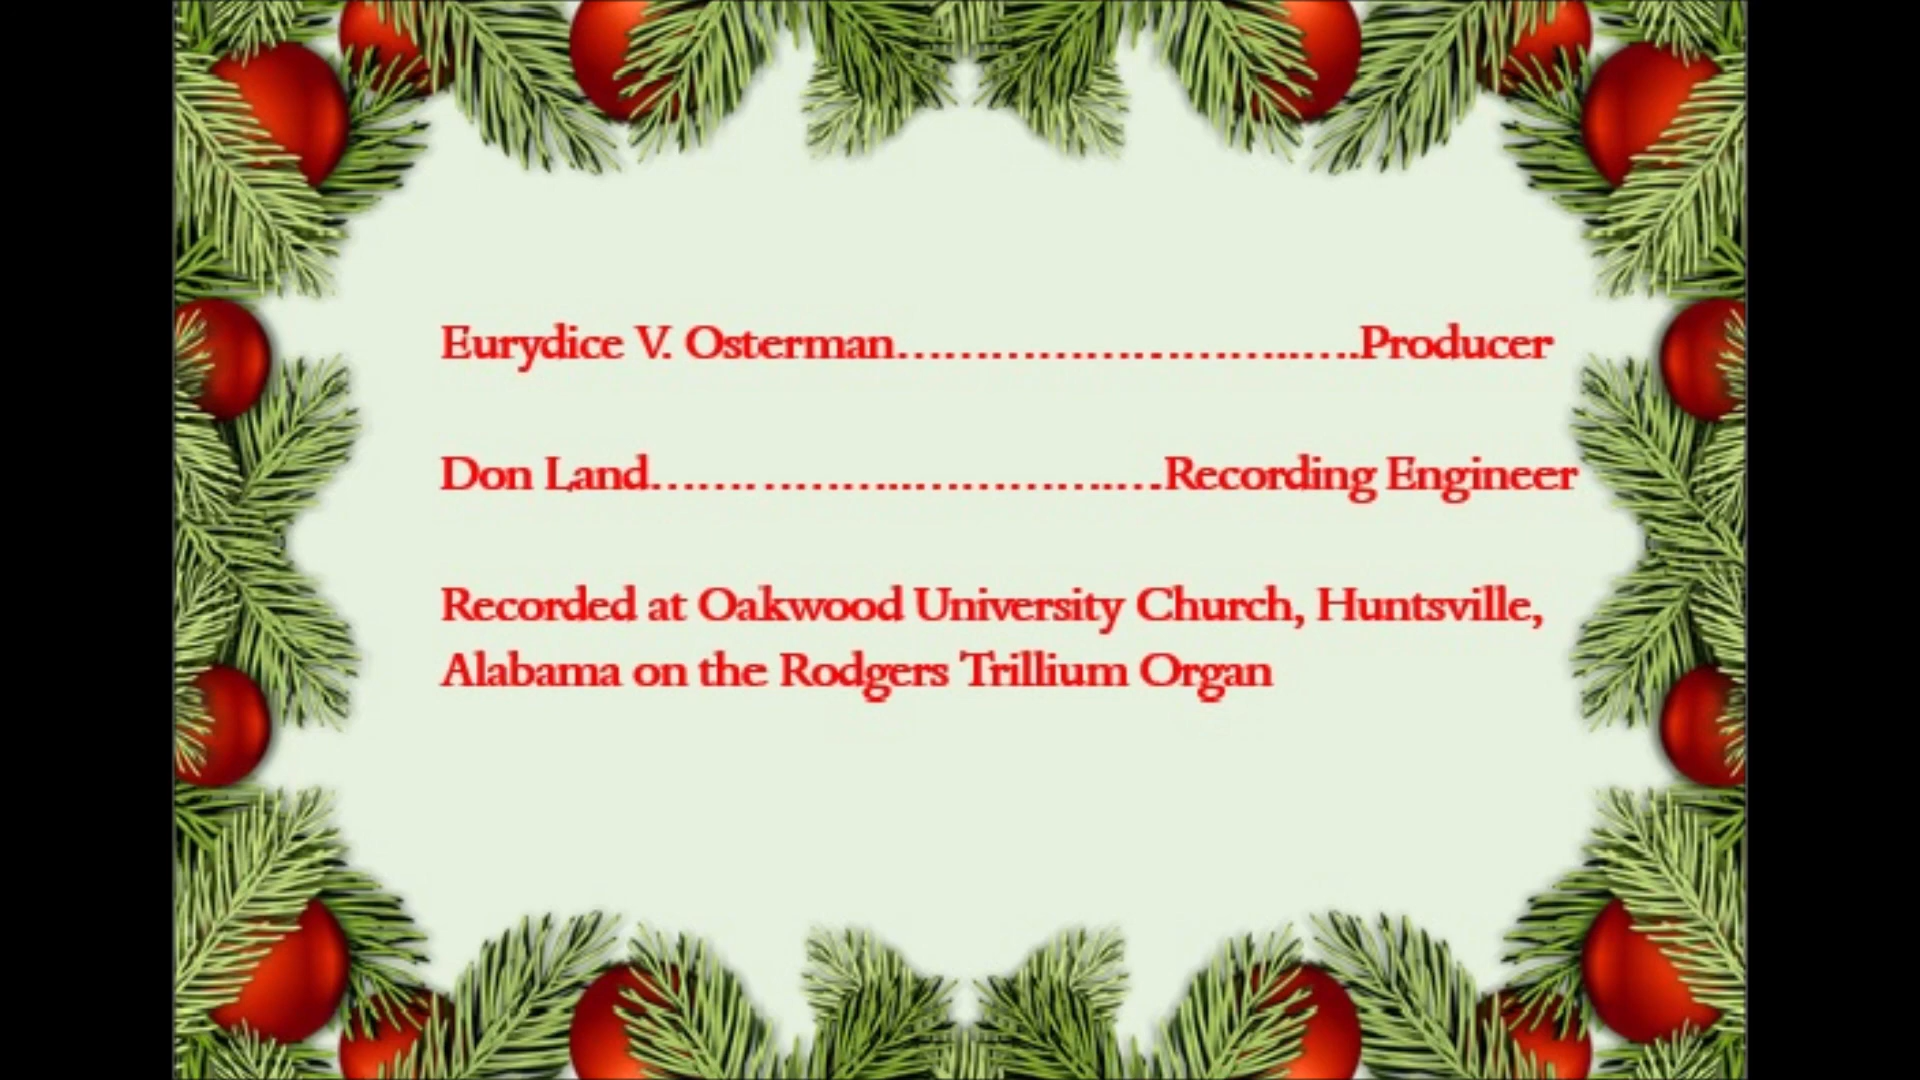 Eurydice V. Osterman……………………..….Producer
Don Land………………..…………..…Recording Engineer
Recorded at Oakwood University Church, Huntsville,
Alabama on the Rodgers Trillium Organ